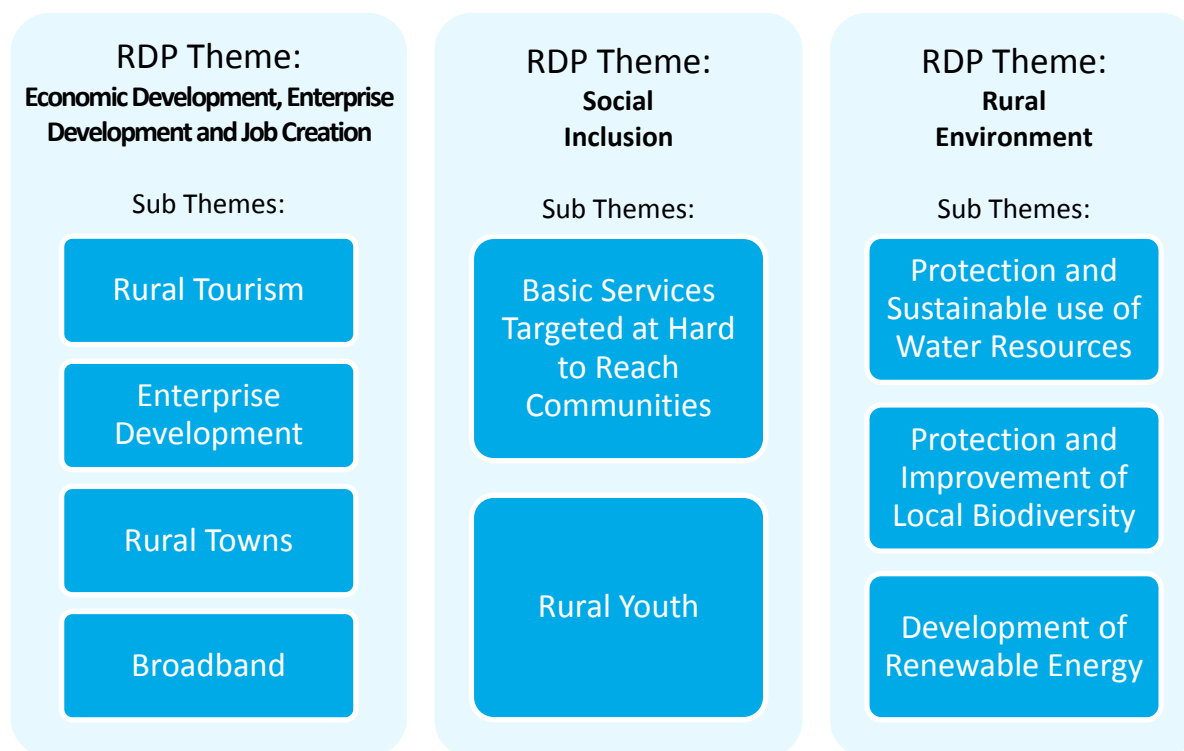 RDP Theme:
Economic Development, Enterprise
Development and Job Creation
Sub Themes:
Rural Tourism
Enterprise
Development
Rural Towns
Broadband
RDP Theme:
Social
Inclusion
Sub Themes:
Basic Services
Targeted at Hard
to Reach
Communities
Rural Youth
RDP Theme:
Rural
Environment
Sub Themes:
Protection and
Sustainable use of
Water Resources
Protection and
Improvement of
Local Biodiversity
Development of
Renewable Energy